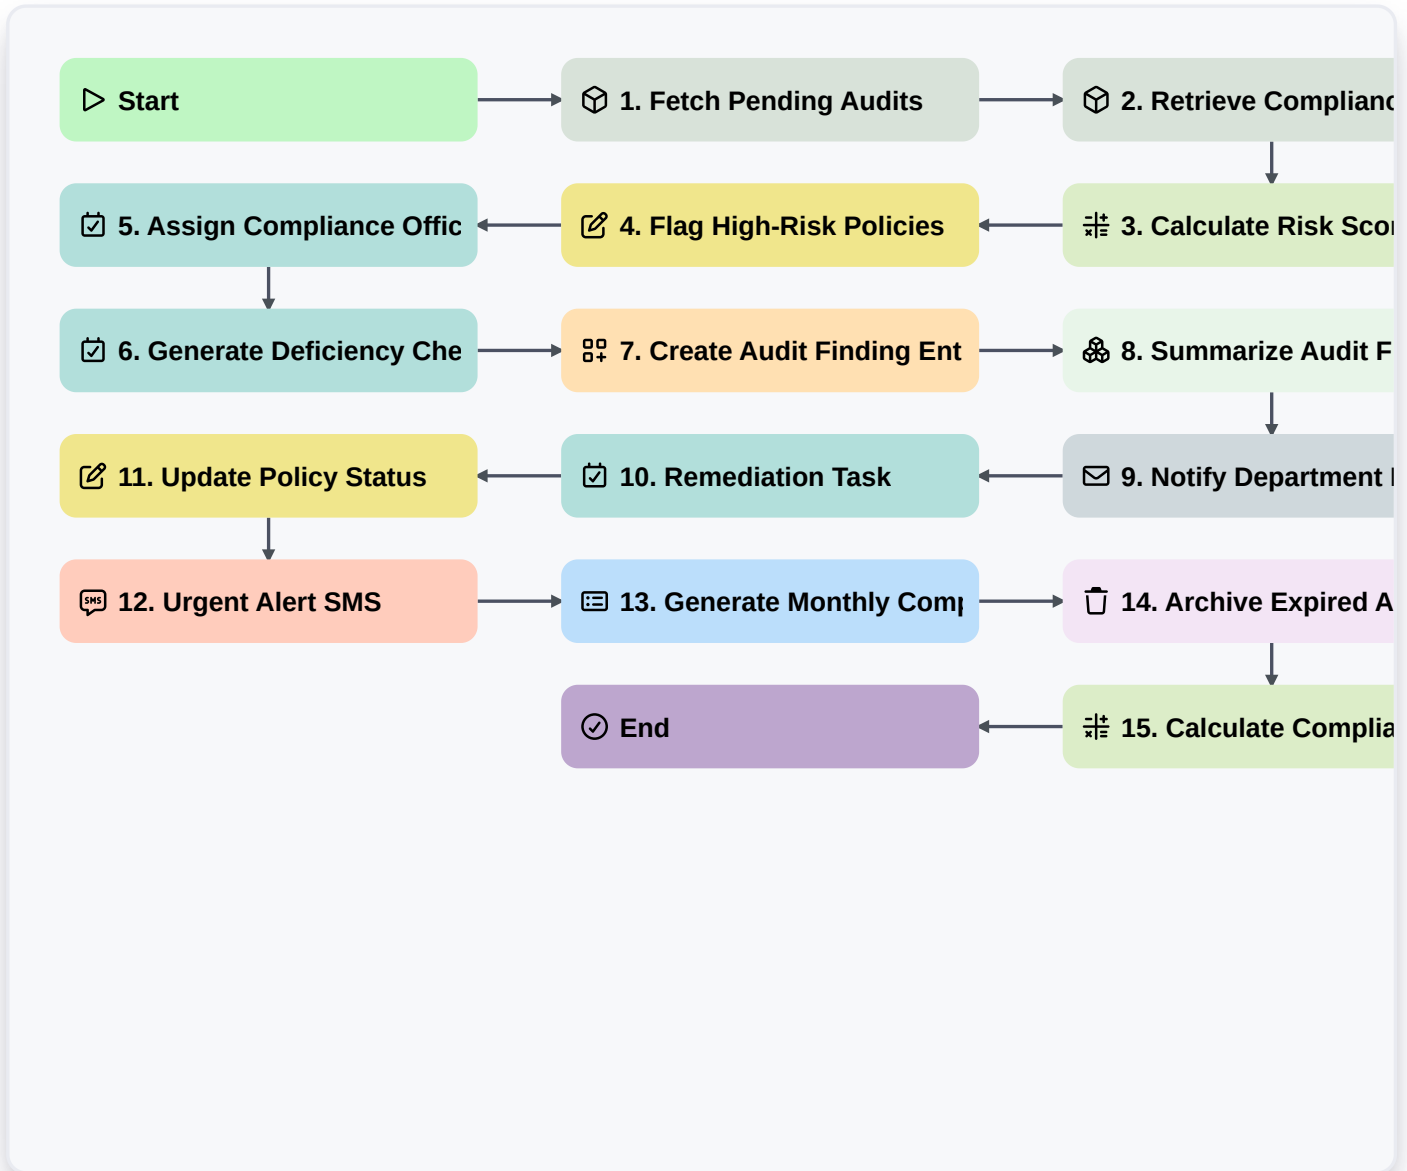 Start
1. Fetch Pending Audits
2. Retrieve Complianc
5. Assign Compliance Offic
4. Flag High-Risk Policies
3. Calculate Risk Scor
6. Generate Deficiency Che
7. Create Audit Finding Ent
8. Summarize Audit F
11. Update Policy Status
10. Remediation Task
9. Notify Department
12. Urgent Alert SMS
13. Generate Monthly Comp
14. Archive Expired A
End
15. Calculate Complia